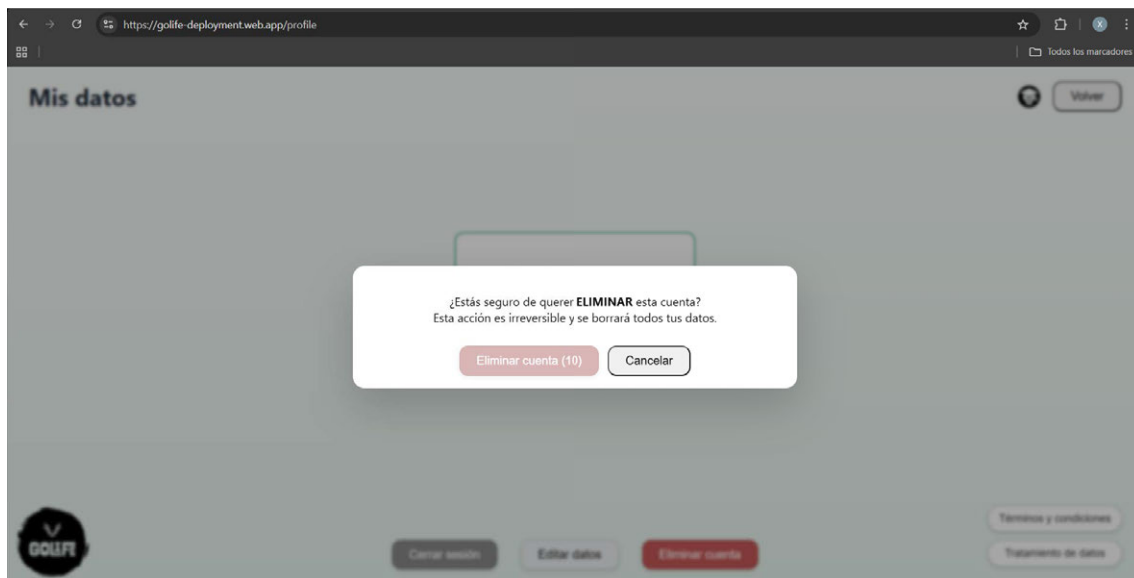 https://golife-deployment.web.app/profile
X
Todos los marcadores
Mis datos
Volver
¿Estás seguro de querer ELIMINAR esta cuenta?
Esta acción es irreversible y se borrará todos tus datos.
Eliminar cuenta (10)
Cancelar
GOLIFE
Cerrar sesión
Editar datos
Eliminar cuenta
Términos y condiciones
Tratamiento de datos